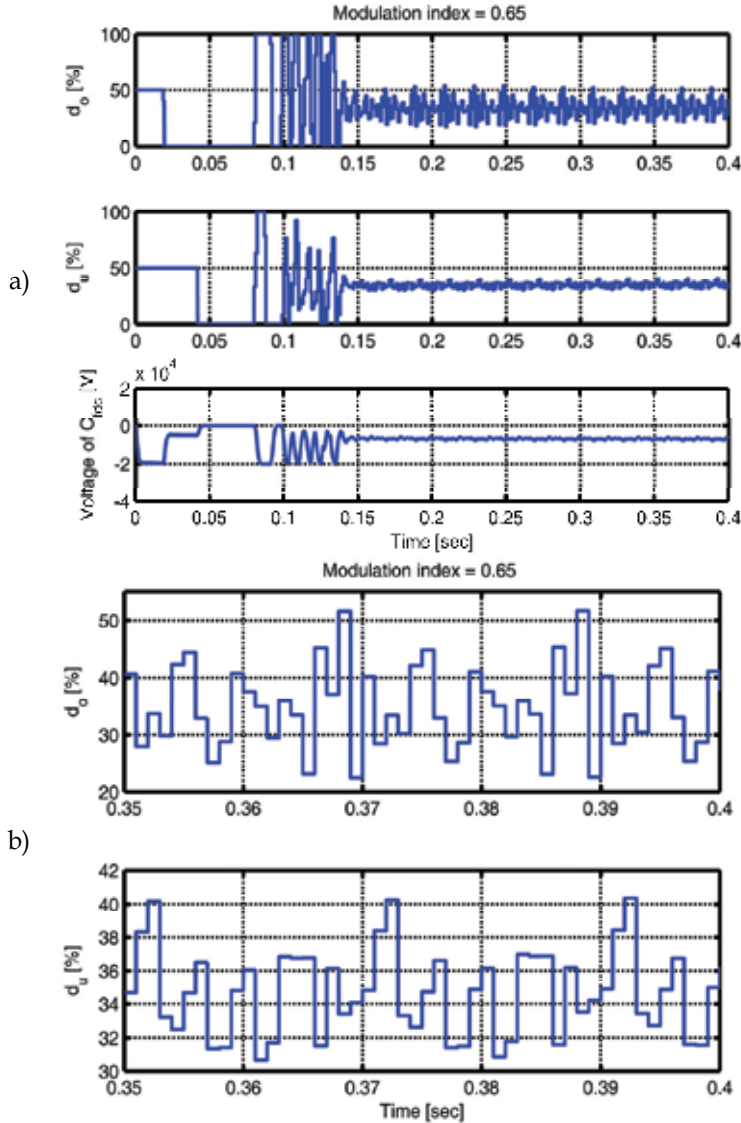 Modulation index = 0.65
d_o [%]
100
50
0
0 0.05 0.1 0.15 0.2 0.25 0.3 0.35 0.4
a)
d_u [%]
100
50
0
0 0.05 0.1 0.15 0.2 0.25 0.3 0.35 0.4
x 10^4
Voltage of C [V]
2
0
-2
-4
0 0.05 0.1 0.15 0.2 0.25 0.3 0.35 0.4
Time [sec]
Modulation index = 0.65
d_o [%]
50
40
30
20
0.35 0.36 0.37 0.38 0.39 0.4
b)
d_u [%]
42
40
38
36
34
32
30
0.35 0.36 0.37 0.38 0.39 0.4
Time [sec]